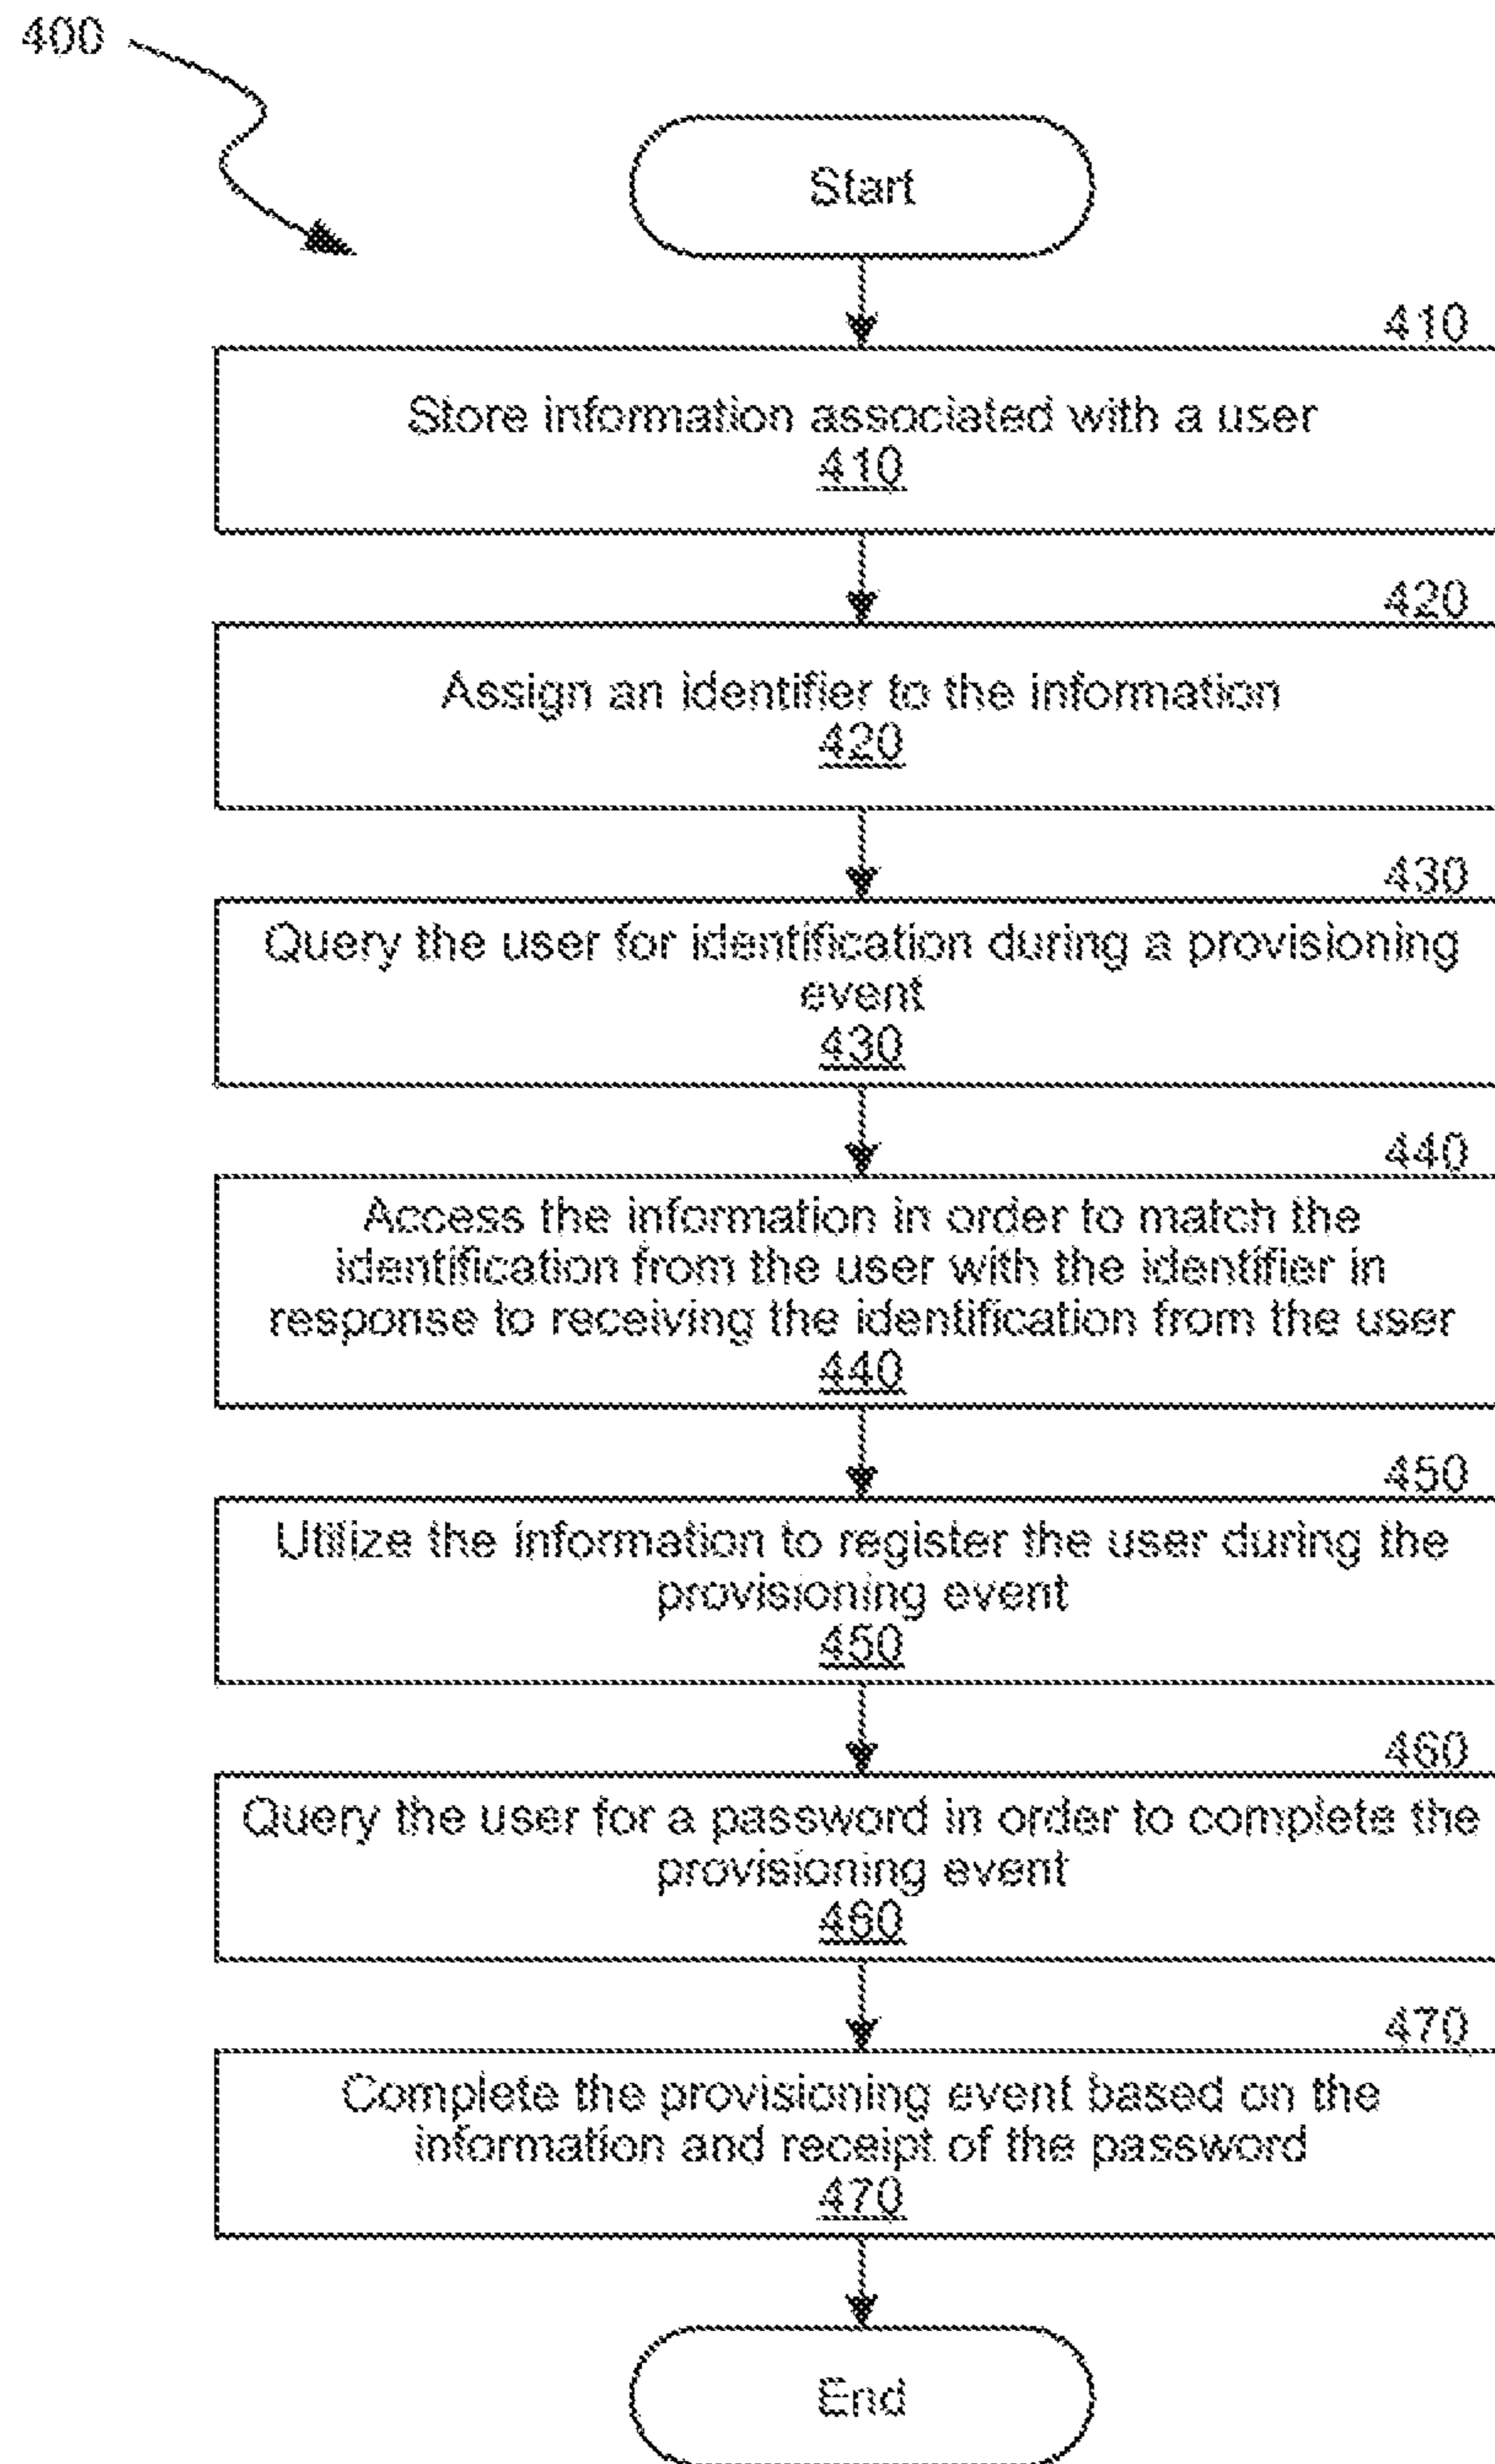 400
Start
410
Store information associated with a user
410
420
Assign an identifier to the information
420
430
Query the user for identification during a provisioning
event
430
440
Access the information in order to match the
identification from the user with the identifier in
response to receiving the identification from the user
440
450
Utilize the information to register the user during the
provisioning event
450
460
Query the user for a password in order to complete the
provisioning event
460
470
Complete the provisioning event based on the
information and receipt of the password
470
End